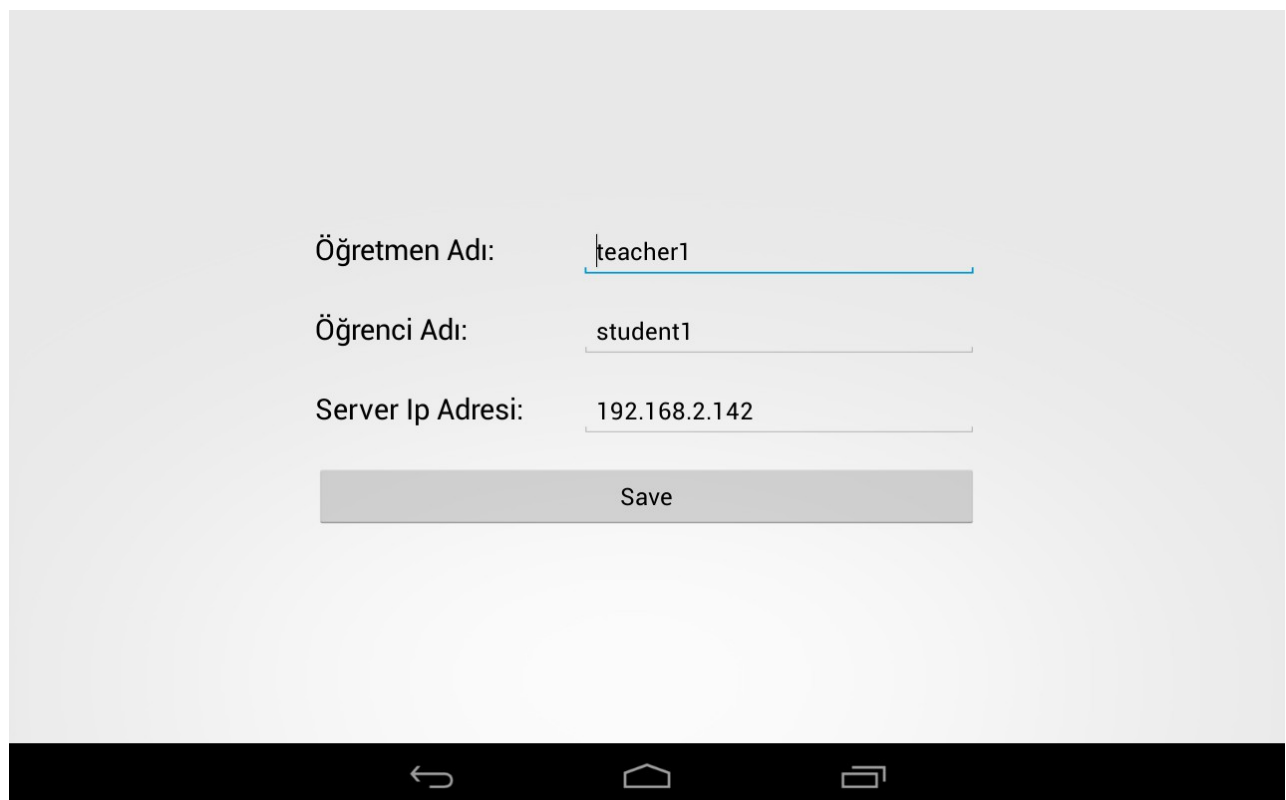 Öğretmen Adı: teacher1
Öğrenci Adı: student1
Server Ip Adresi: 192.168.2.142
Save